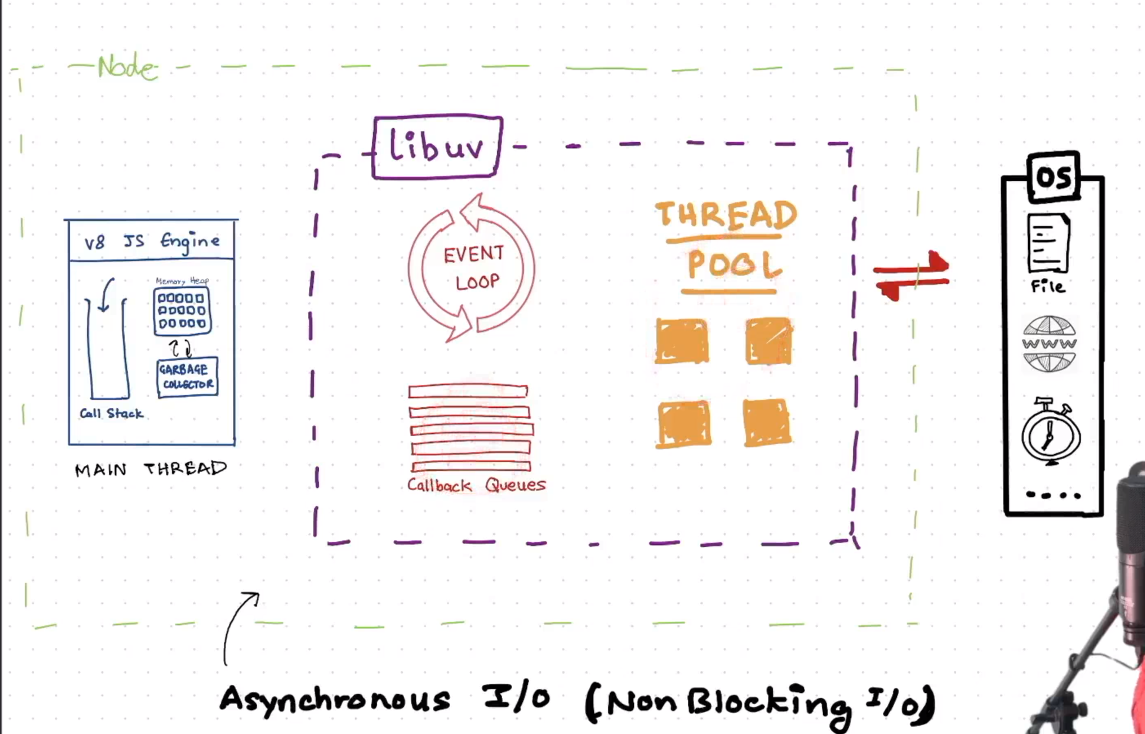 Node
libuv
OS
V8 JS Engine
Memory Heap
GARBAGE
COLLECTOR
Call Stack
MAIN THREAD
EVENT
LOOP
Callback Queues
THREAD
POOL
File
WWW
Asynchronous I/O (Non Blocking I/O)